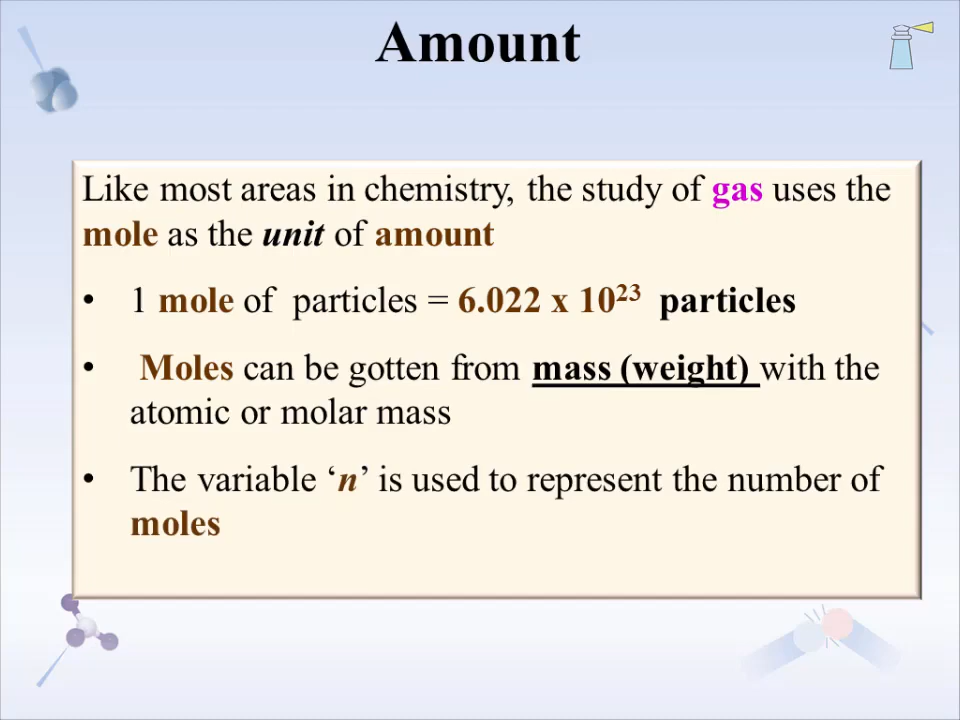 Amount
Like most areas in chemistry, the study of gas uses the
mole as the unit of amount
• 1 mole of particles = 6.022 x 10²³ particles
• Moles can be gotten from mass (weight) with the
atomic or molar mass
• The variable ‘n’ is used to represent the number of
moles